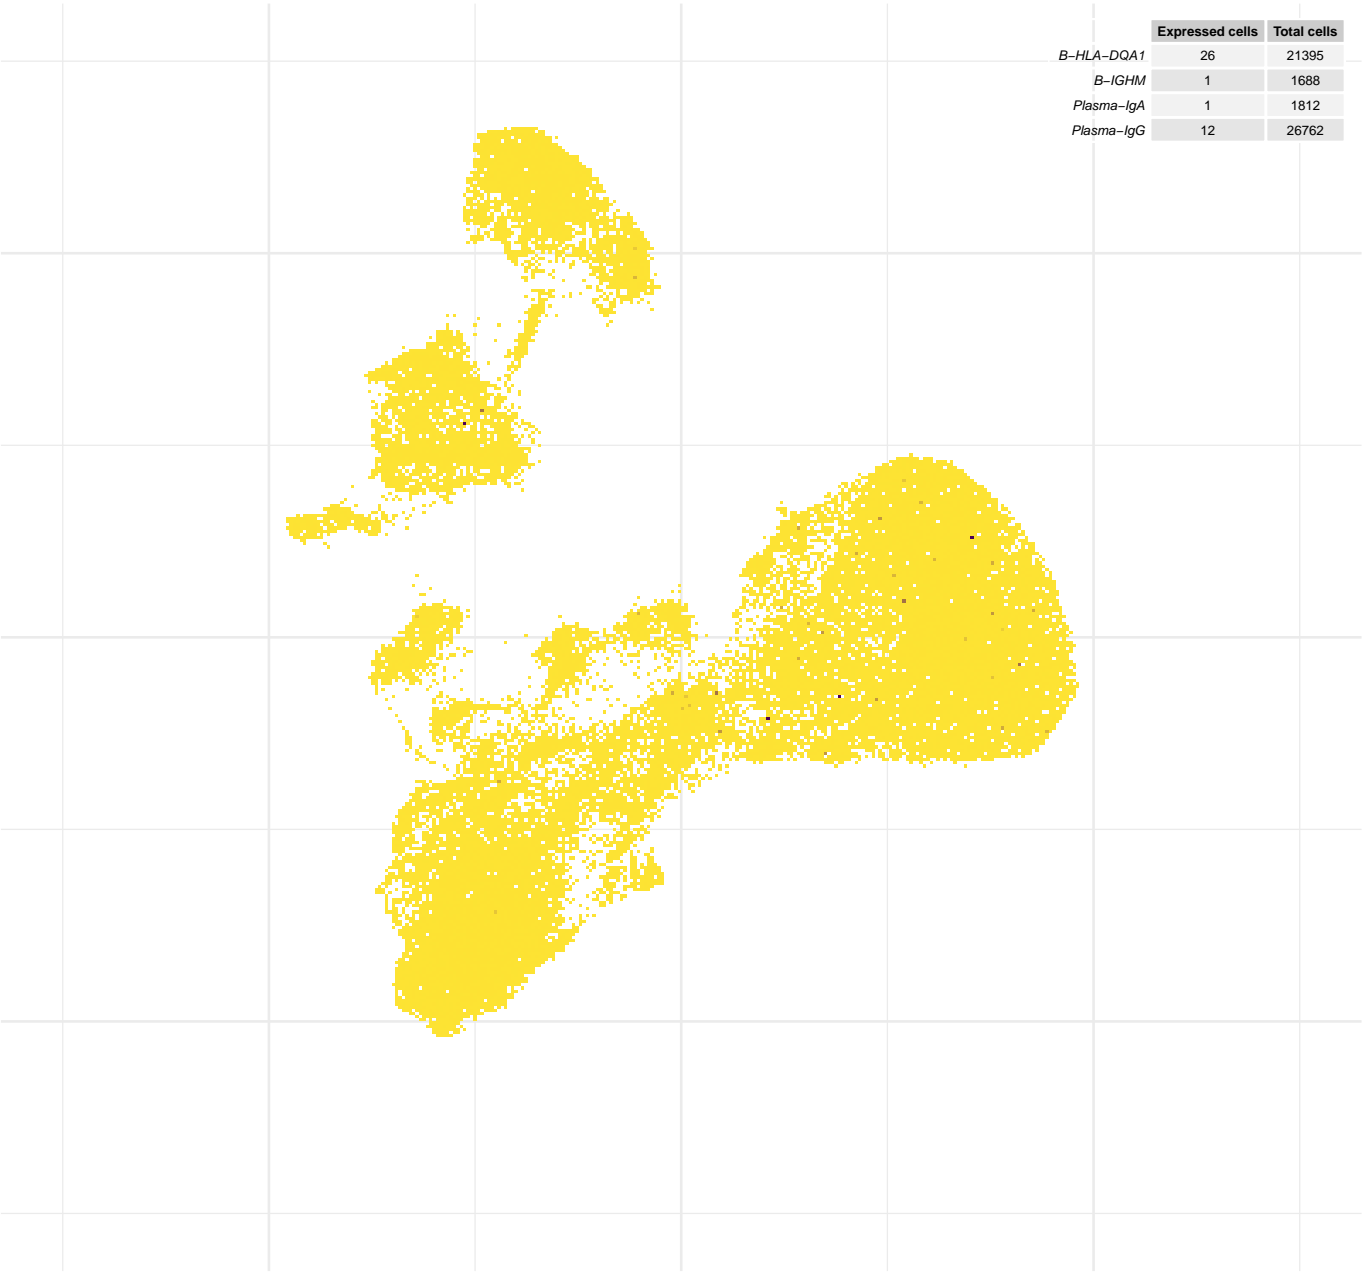 Expressed cells Total cells
B−HLA−DQA1 26 21395
B−IGHM 1 1688
Plasma−IgA 1 1812
Plasma−IgG 12 26762